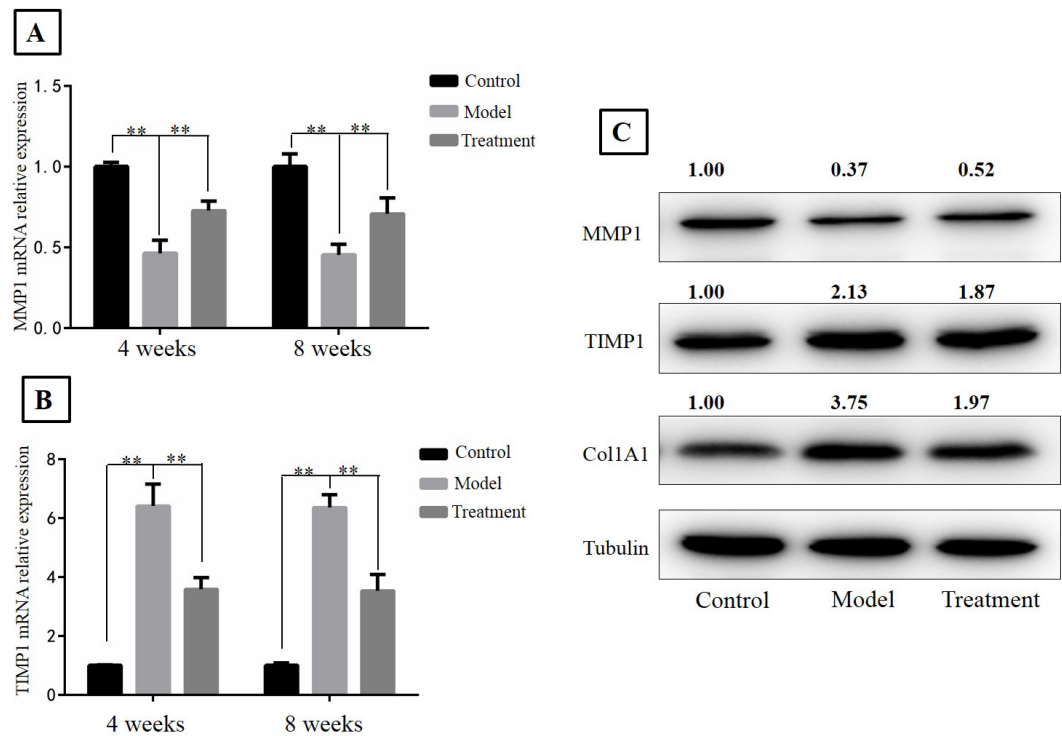 A
MMP1 mRNA relative expression
1.5
1.0
0.5
0.0
** **
** **
4 weeks
8 weeks
Control
Model
Treatment
B
TIMP1 mRNA relative expression
8
6
4
2
0
** **
** **
4 weeks
8 weeks
Control
Model
Treatment
C
1.00 0.37 0.52
MMP1
1.00 2.13 1.87
TIMP1
1.00 3.75 1.97
Col1A1
Tubulin
Control Model Treatment